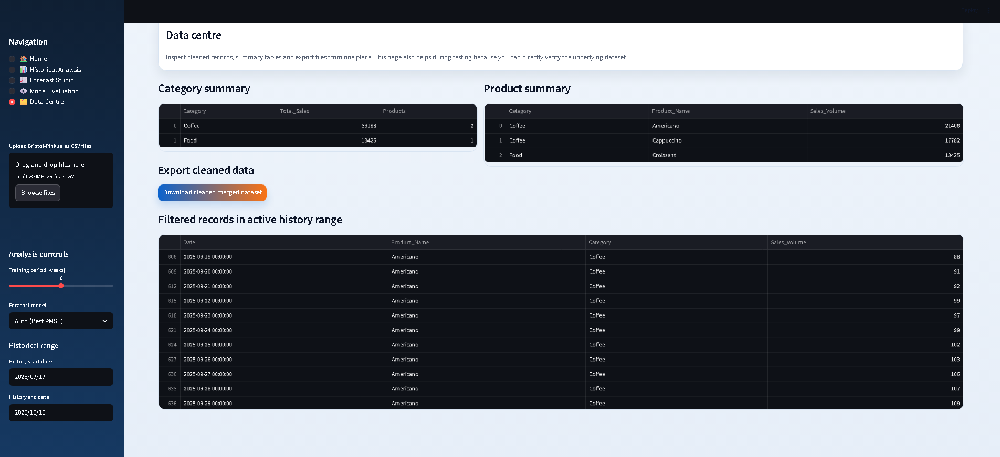 Navigation
Home
Historical Analysis
Forecast Studio
Model Evaluation
Data Centre
Upload Bristol-Pink sales CSV files
Drag and drop files here
Limit 200MB per file • CSV
Browse files
Analysis controls
Training period (weeks)
6
Forecast model
Auto (Best RMSE)
Historical range
History start date
2025/09/19
History end date
2025/10/16
Data centre
Inspect cleaned records, summary tables and export files from one place. This page also helps during testing because you can directly verify the underlying dataset.
Category summary
Category Total_Sales Products
0 Coffee 39188 2
1 Food 13425 1
Product summary
Category Product_Name Sales_Volume
0 Coffee Americano 21406
1 Coffee Cappuccino 17782
2 Food Croissant 13425
Export cleaned data
Download cleaned merged dataset
Filtered records in active history range
Date Product_Name Category Sales_Volume
606 2025-09-19 00:00:00 Americano Coffee 88
609 2025-09-20 00:00:00 Americano Coffee 91
612 2025-09-21 00:00:00 Americano Coffee 92
615 2025-09-22 00:00:00 Americano Coffee 99
618 2025-09-23 00:00:00 Americano Coffee 97
621 2025-09-24 00:00:00 Americano Coffee 99
624 2025-09-25 00:00:00 Americano Coffee 102
627 2025-09-26 00:00:00 Americano Coffee 103
630 2025-09-27 00:00:00 Americano Coffee 106
633 2025-09-28 00:00:00 Americano Coffee 107
636 2025-09-29 00:00:00 Americano Coffee 109